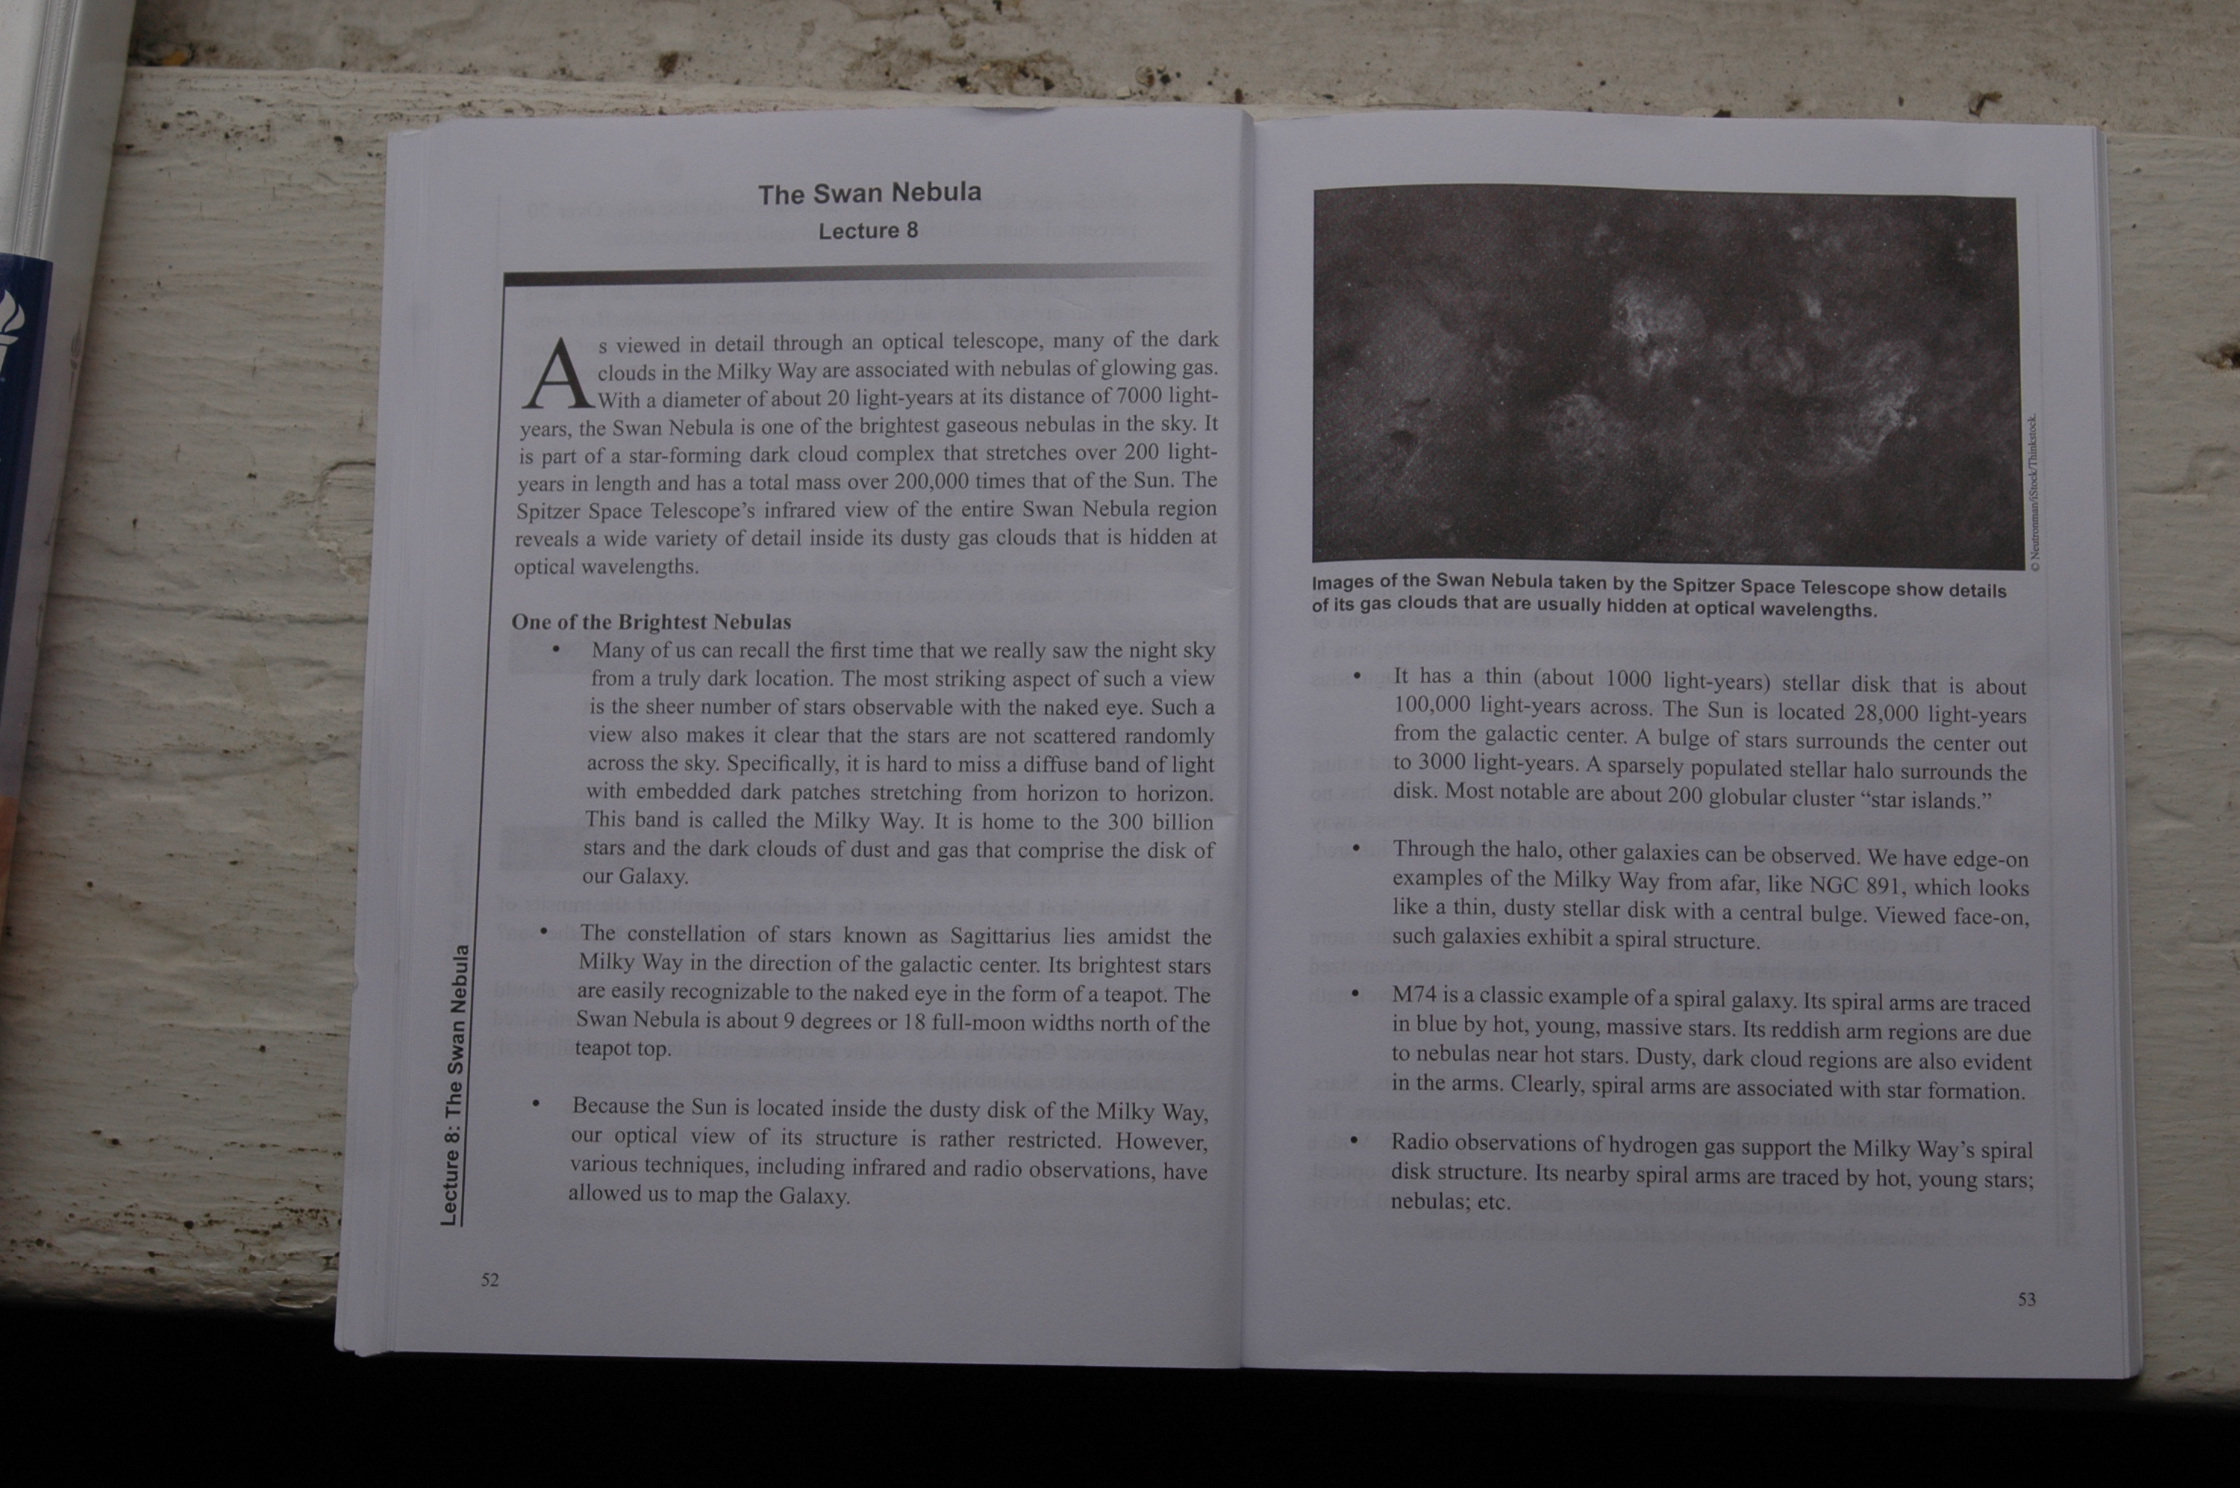 The Swan Nebula
Lecture 8
As viewed in detail through an optical telescope, many of the dark
clouds in the Milky Way are associated with nebulas of glowing gas.
With a diameter of about 20 light-years at its distance of 7000 light-
years, the Swan Nebula is one of the brightest gaseous nebulas in the sky. It
is part of a star-forming dark cloud complex that stretches over 200 light-
years in length and has a total mass over 200,000 times that of the Sun. The
Spitzer Space Telescope’s infrared view of the entire Swan Nebula region
reveals a wide variety of detail inside its dusty gas clouds that is hidden at
optical wavelengths.
One of the Brightest Nebulas
• Many of us can recall the first time that we really saw the night sky
from a truly dark location. The most striking aspect of such a view
is the sheer number of stars observable with the naked eye. Such a
view also makes it clear that the stars are not scattered randomly
across the sky. Specifically, it is hard to miss a diffuse band of light
with embedded dark patches stretching from horizon to horizon.
This band is called the Milky Way. It is home to the 300 billion
stars and the dark clouds of dust and gas that comprise the disk of
our Galaxy.
• The constellation of stars known as Sagittarius lies amidst the
Milky Way in the direction of the galactic center. Its brightest stars
are easily recognizable to the naked eye in the form of a teapot. The
Swan Nebula is about 9 degrees or 18 full-moon widths north of the
teapot top.
• Because the Sun is located inside the dusty disk of the Milky Way,
our optical view of its structure is rather restricted. However,
various techniques, including infrared and radio observations, have
allowed us to map the Galaxy.
Lecture 8: The Swan Nebula
52
© Neutronman/iStock/Thinkstock.
Images of the Swan Nebula taken by the Spitzer Space Telescope show details
of its gas clouds that are usually hidden at optical wavelengths.
• It has a thin (about 1000 light-years) stellar disk that is about
100,000 light-years across. The Sun is located 28,000 light-years
from the galactic center. A bulge of stars surrounds the center out
to 3000 light-years. A sparsely populated stellar halo surrounds the
disk. Most notable are about 200 globular cluster “star islands.”
• Through the halo, other galaxies can be observed. We have edge-on
examples of the Milky Way from afar, like NGC 891, which looks
like a thin, dusty stellar disk with a central bulge. Viewed face-on,
such galaxies exhibit a spiral structure.
• M74 is a classic example of a spiral galaxy. Its spiral arms are traced
in blue by hot, young, massive stars. Its reddish arm regions are due
to nebulas near hot stars. Dusty, dark cloud regions are also evident
in the arms. Clearly, spiral arms are associated with star formation.
• Radio observations of hydrogen gas support the Milky Way’s spiral
disk structure. Its nearby spiral arms are traced by hot, young stars;
nebulas; etc.
53